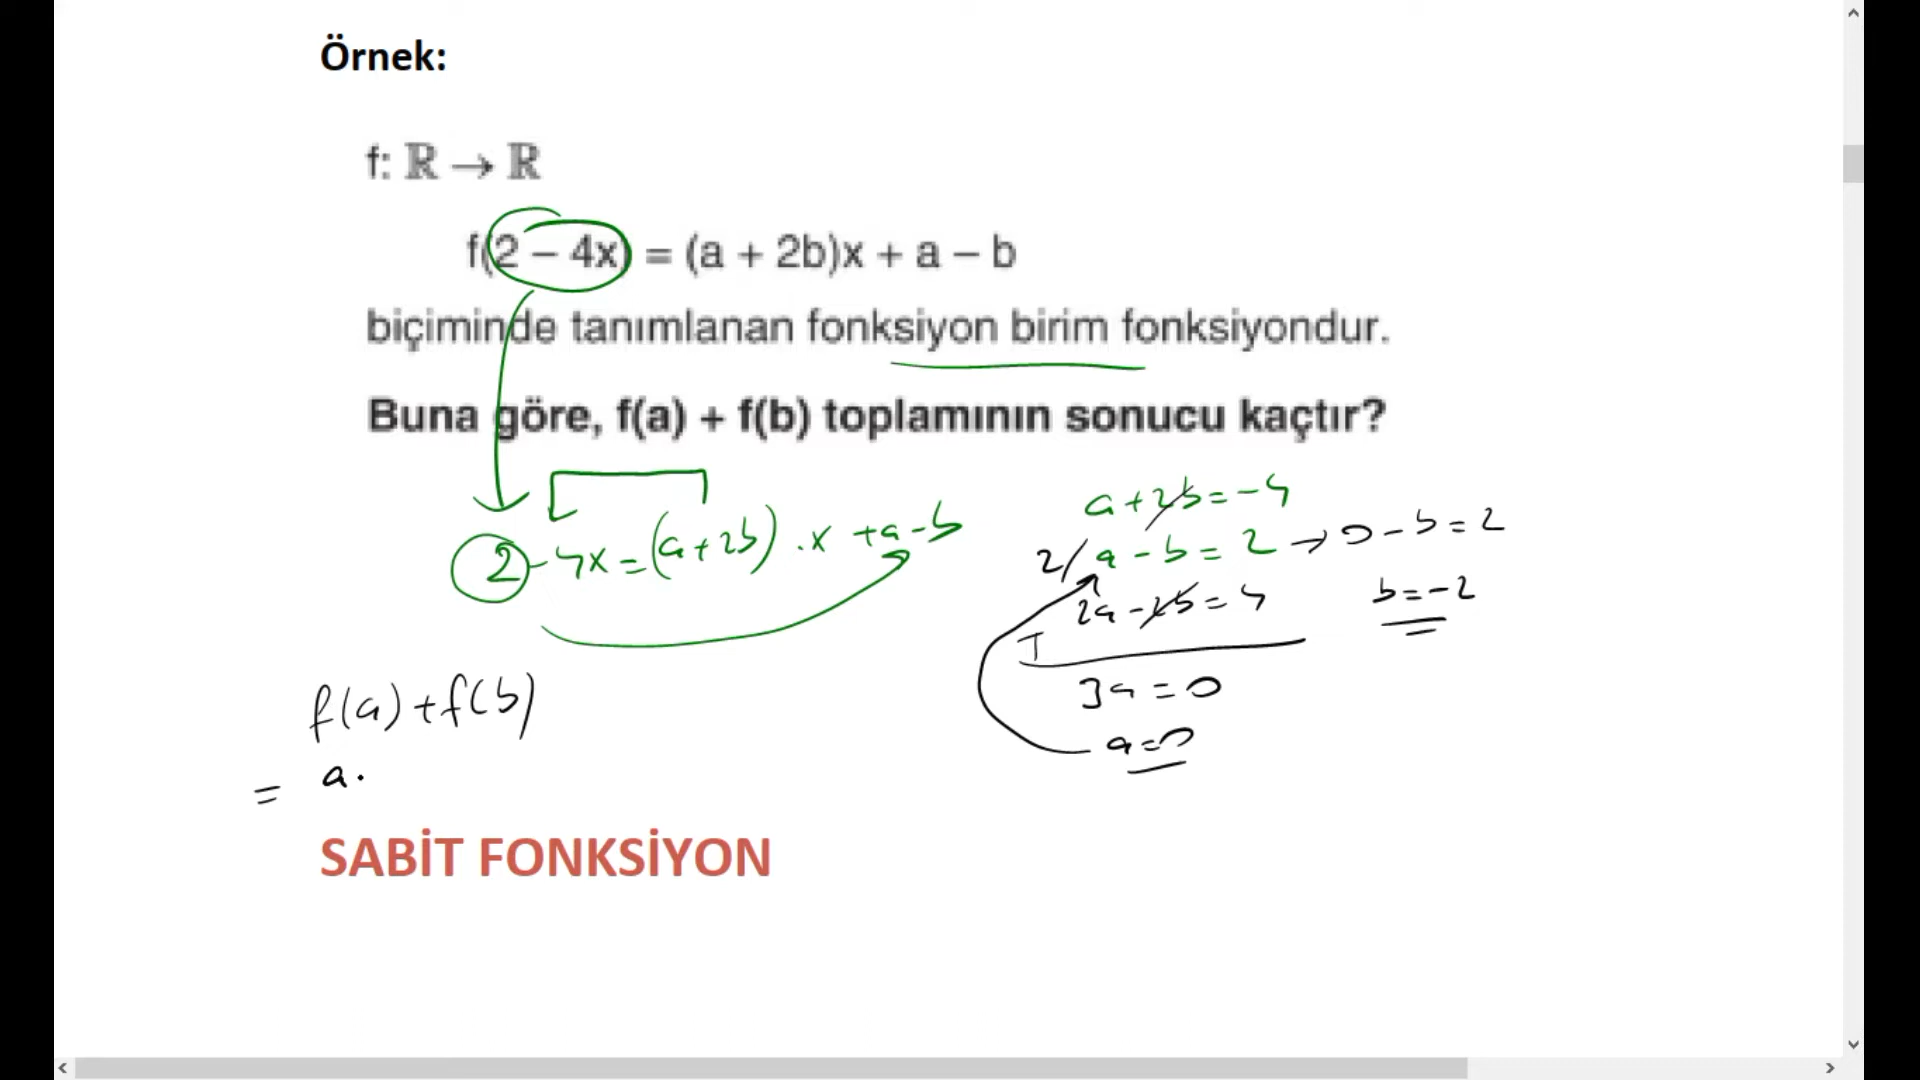 Örnek:
f: ℝ → ℝ
f(2 – 4x) = (a + 2b)x + a – b
biçiminde tanımlanan fonksiyon birim fonksiyondur.
Buna göre, f(a) + f(b) toplamının sonucu kaçtır?
2 - 4x = (a + 2b) . x + a - b
a + 2b = -4
2/ a - b = 2 → 0 - b = 2
2a - 2b = 4
b = -2
+
3a = 0
a = 0
f(a) + f(b)
= a .
SABİT FONKSİYON